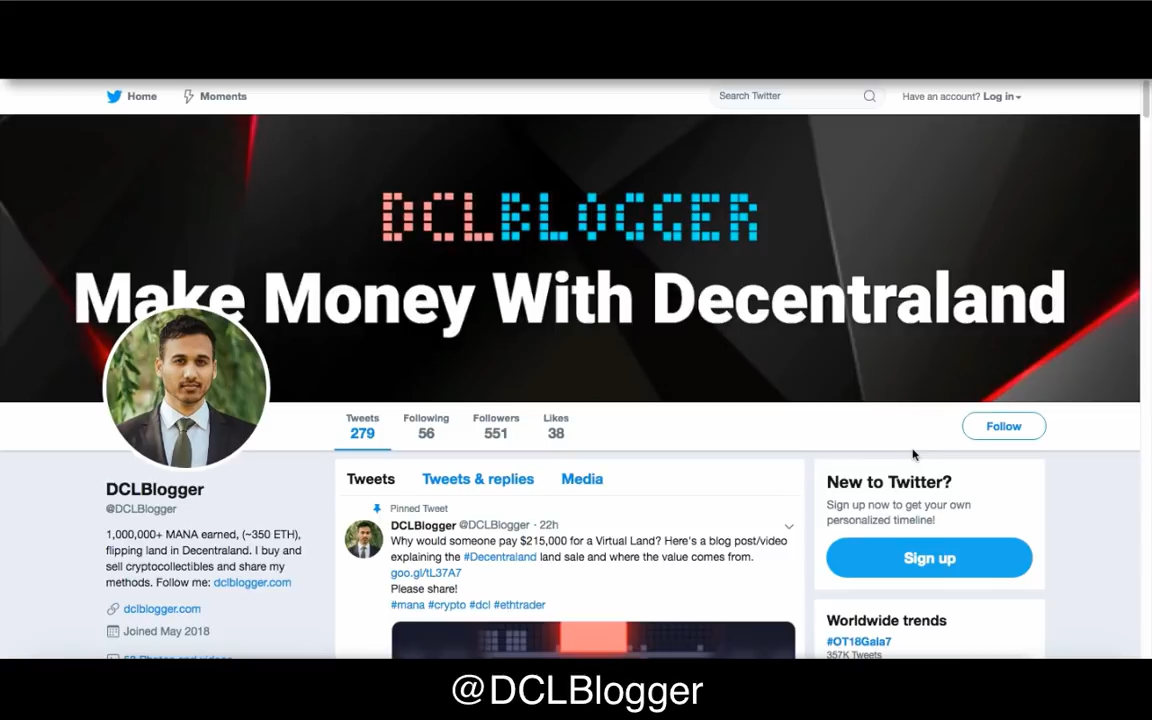 Home
Moments
Search Twitter
Have an account? Log in
DCLBLOGGER
Make Money With Decentraland
Tweets
279
Following
56
Followers
551
Likes
38
Follow
DCLBlogger
@DCLBlogger
1,000,000+ MANA earned, (~350 ETH),
flipping land in Decentraland. I buy and
sell cryptocollectibles and share my
methods. Follow me: dclblogger.com
dclblogger.com
Joined May 2018
Tweets
Tweets & replies
Media
Pinned Tweet
DCLBlogger @DCLBlogger · 22h
Why would someone pay $215,000 for a Virtual Land? Here's a blog post/video
explaining the #Decentraland land sale and where the value comes from.
goo.gl/tL37A7
Please share!
#mana #crypto #dcl #ethtrader
New to Twitter?
Sign up now to get your own
personalized timeline!
Sign up
Worldwide trends
#OT18Gala7
357K Tweets
@DCLBlogger